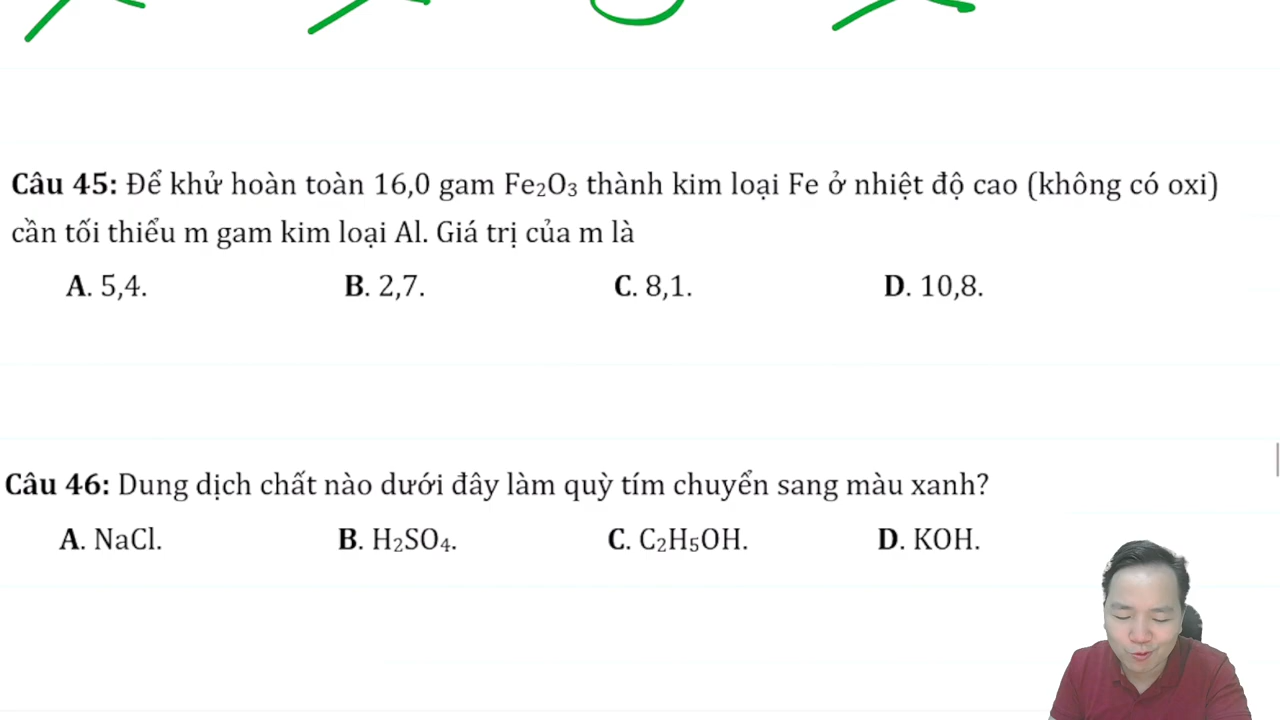 Câu 45: Để khử hoàn toàn 16,0 gam Fe₂O₃ thành kim loại Fe ở nhiệt độ cao (không có oxi)
cần tối thiểu m gam kim loại Al. Giá trị của m là
A. 5,4. B. 2,7. C. 8,1. D. 10,8.
Câu 46: Dung dịch chất nào dưới đây làm quỳ tím chuyển sang màu xanh?
A. NaCl. B. H₂SO₄. C. C₂H₅OH. D. KOH.